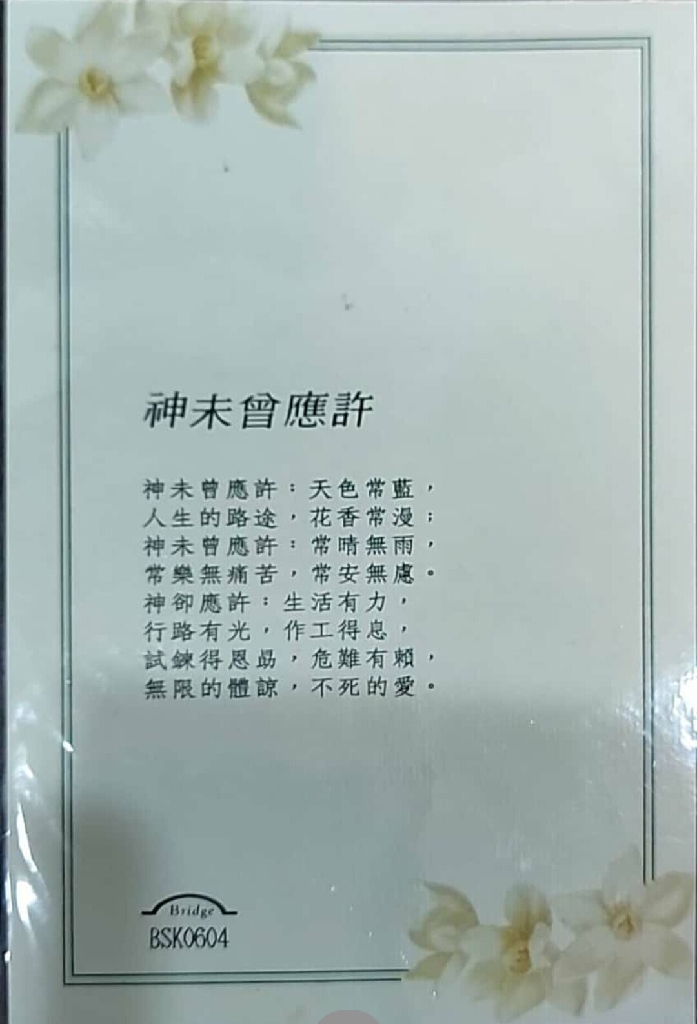 神未曾應許
神未曾應許：天色常藍，
人生的路途，花香常漫；
神未曾應許：常晴無雨，
常樂無痛苦，常安無慮。
神卻應許：生活有力，
行路有光，作工得息，
試鍊得恩勗，危難有賴，
無限的體諒，不死的愛。
Bridge
BSK0604